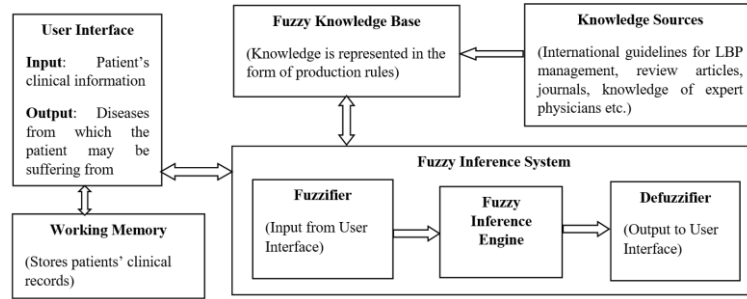 User Interface
Input: Patient's
clinical information
Output: Diseases
from which the
patient may be
suffering from
Fuzzy Knowledge Base
(Knowledge is represented in the
form of production rules)
Knowledge Sources
(International guidelines for LBP
management, review articles,
journals, knowledge of expert
physicians etc.)
Working Memory
(Stores patients' clinical
records)
Fuzzy Inference System
Fuzzifier
(Input from User
Interface)
Fuzzy
Inference
Engine
Defuzzifier
(Output to User
Interface)